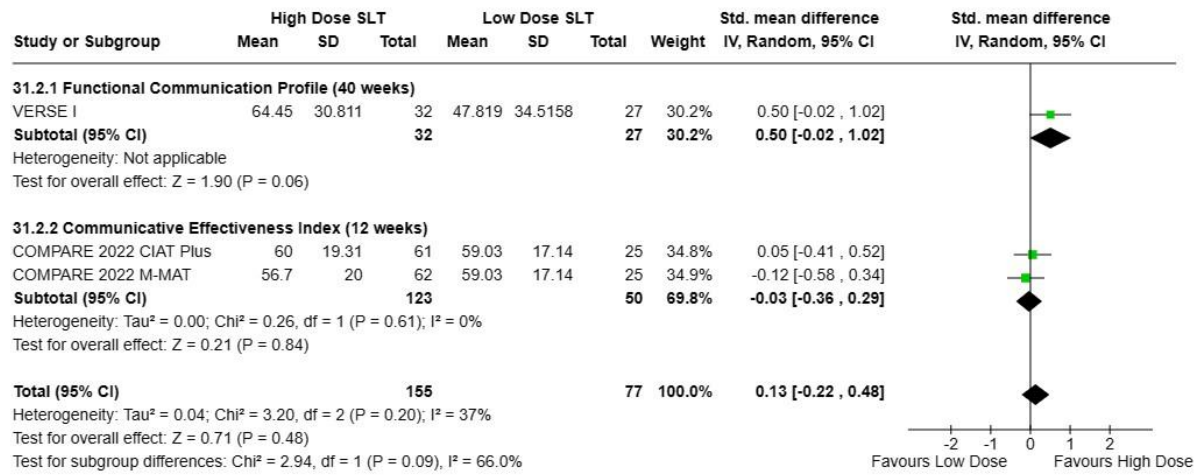 High Dose SLT Low Dose SLT Std. mean difference Std. mean difference
Study or Subgroup Mean SD Total Mean SD Total Weight IV, Random, 95% CI IV, Random, 95% CI
31.2.1 Functional Communication Profile (40 weeks)
VERSE I 64.45 30.811 32 47.819 34.5158 27 30.2% 0.50 [-0.02 , 1.02]
Subtotal (95% CI) 32 27 30.2% 0.50 [-0.02 , 1.02]
Heterogeneity: Not applicable
Test for overall effect: Z = 1.90 (P = 0.06)
31.2.2 Communicative Effectiveness Index (12 weeks)
COMPARE 2022 CIAT Plus 60 19.31 61 59.03 17.14 25 34.8% 0.05 [-0.41 , 0.52]
COMPARE 2022 M-MAT 56.7 20 62 59.03 17.14 25 34.9% -0.12 [-0.58 , 0.34]
Subtotal (95% CI) 123 50 69.8% -0.03 [-0.36 , 0.29]
Heterogeneity: Tau² = 0.00; Chi² = 0.26, df = 1 (P = 0.61); I² = 0%
Test for overall effect: Z = 0.21 (P = 0.84)
Total (95% CI) 155 77 100.0% 0.13 [-0.22 , 0.48]
Heterogeneity: Tau² = 0.04; Chi² = 3.20, df = 2 (P = 0.20); I² = 37%
Test for overall effect: Z = 0.71 (P = 0.48)
Test for subgroup differences: Chi² = 2.94, df = 1 (P = 0.09), I² = 66.0%
-2 -1 0 1 2
Favours Low Dose Favours High Dose